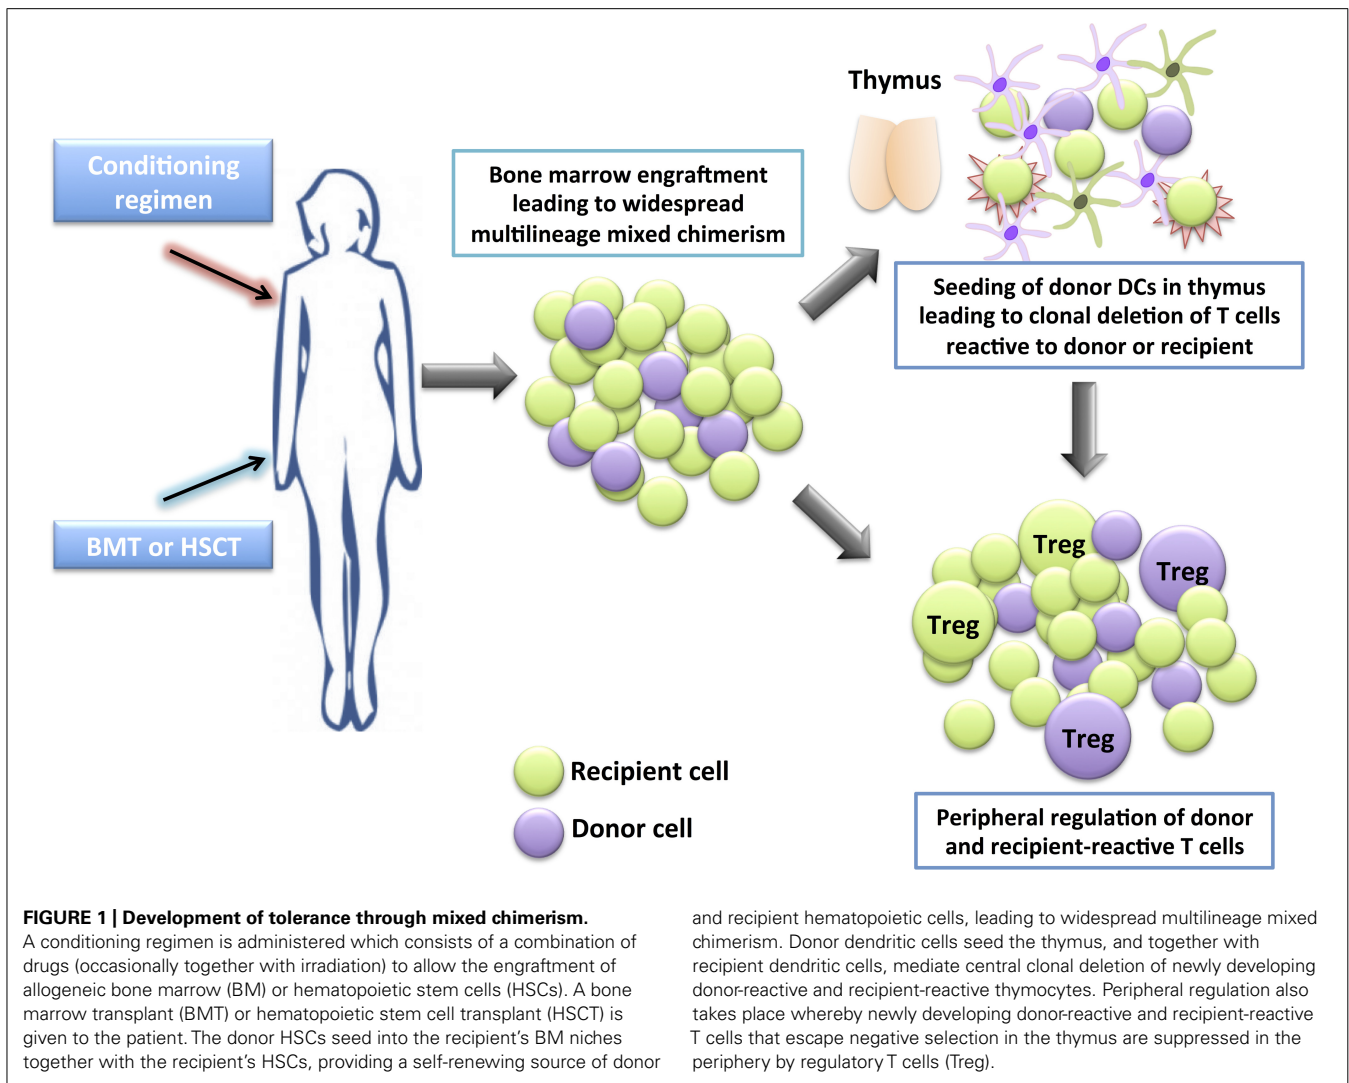 Conditioning
regimen
BMT or HSCT
Bone marrow engraftment
leading to widespread
multilineage mixed chimerism
Thymus
Seeding of donor DCs in thymus
leading to clonal deletion of T cells
reactive to donor or recipient
Treg
Treg
Treg
Treg
Peripheral regulation of donor
and recipient-reactive T cells
Recipient cell
Donor cell
FIGURE 1 | Development of tolerance through mixed chimerism.
A conditioning regimen is administered which consists of a combination of
drugs (occasionally together with irradiation) to allow the engraftment of
allogeneic bone marrow (BM) or hematopoietic stem cells (HSCs). A bone
marrow transplant (BMT) or hematopoietic stem cell transplant (HSCT) is
given to the patient. The donor HSCs seed into the recipient's BM niches
together with the recipient's HSCs, providing a self-renewing source of donor
and recipient hematopoietic cells, leading to widespread multilineage mixed
chimerism. Donor dendritic cells seed the thymus, and together with
recipient dendritic cells, mediate central clonal deletion of newly developing
donor-reactive and recipient-reactive thymocytes. Peripheral regulation also
takes place whereby newly developing donor-reactive and recipient-reactive
T cells that escape negative selection in the thymus are suppressed in the
periphery by regulatory T cells (Treg).